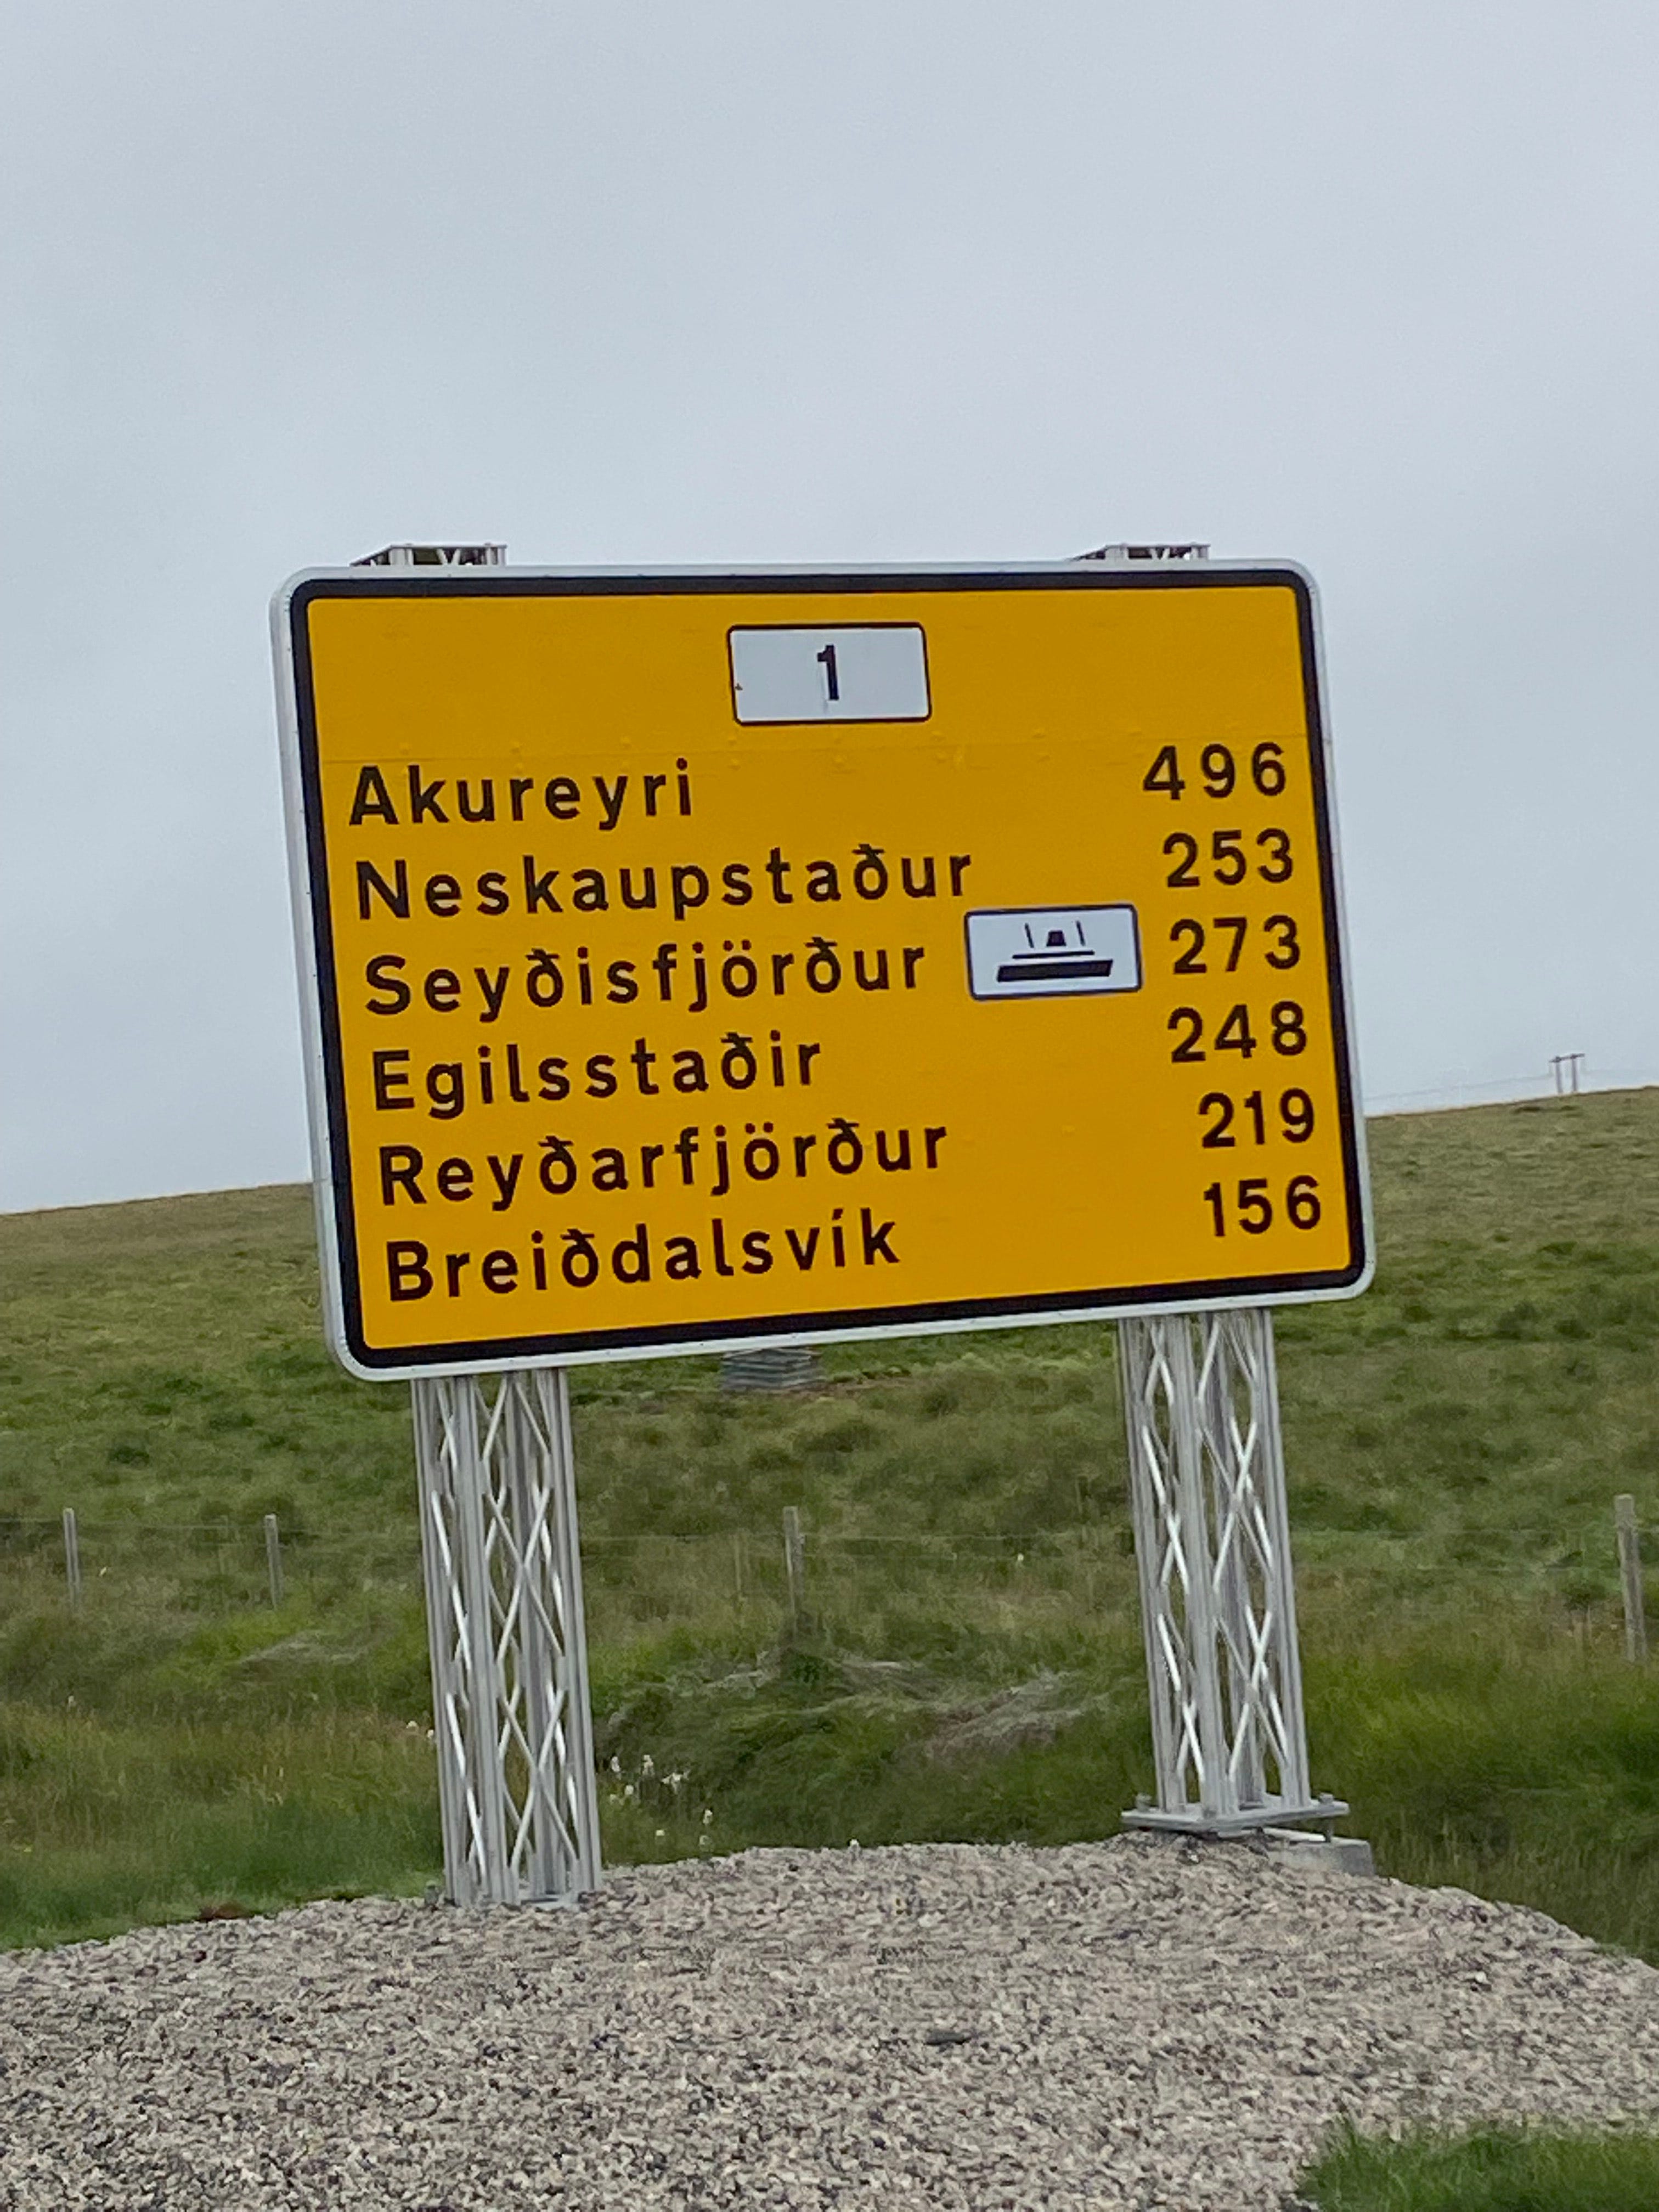 1
Akureyri 496
Neskaupstaður 253
Seyðisfjörður 273
Egilsstaðir 248
Reyðarfjörður 219
Breiðdalsvík 156